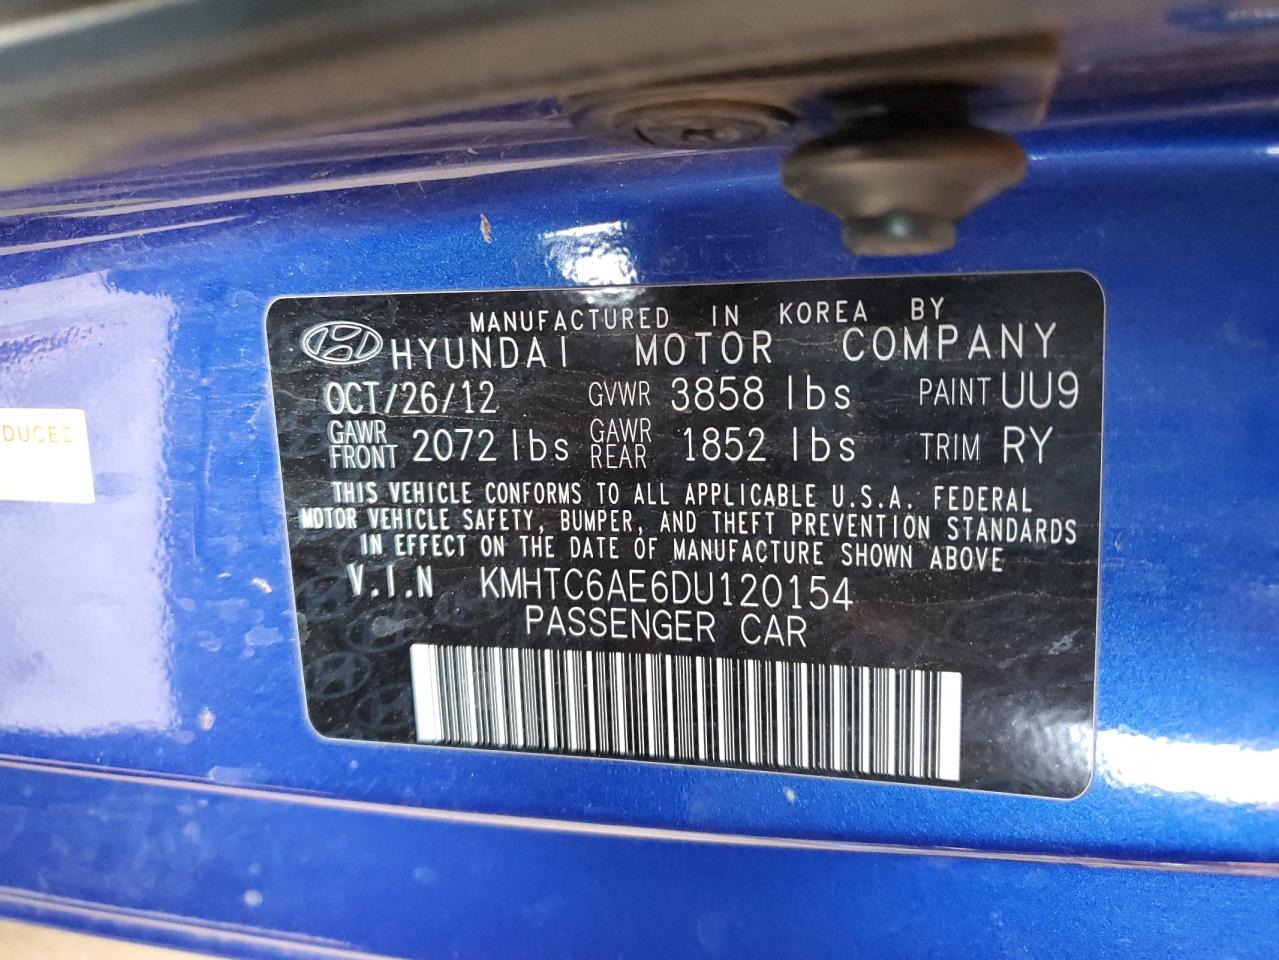 MANUFACTURED IN KOREA BY
HYUNDAI MOTOR COMPANY
OCT/26/12 GVWR 3858 lbs PAINT UU9
GAWR FRONT 2072 lbs GAWR REAR 1852 lbs TRIM RY
THIS VEHICLE CONFORMS TO ALL APPLICABLE U.S.A. FEDERAL
MOTOR VEHICLE SAFETY, BUMPER, AND THEFT PREVENTION STANDARDS
IN EFFECT ON THE DATE OF MANUFACTURE SHOWN ABOVE
V.I.N KMHTC6AE6DU120154
PASSENGER CAR
DUCED